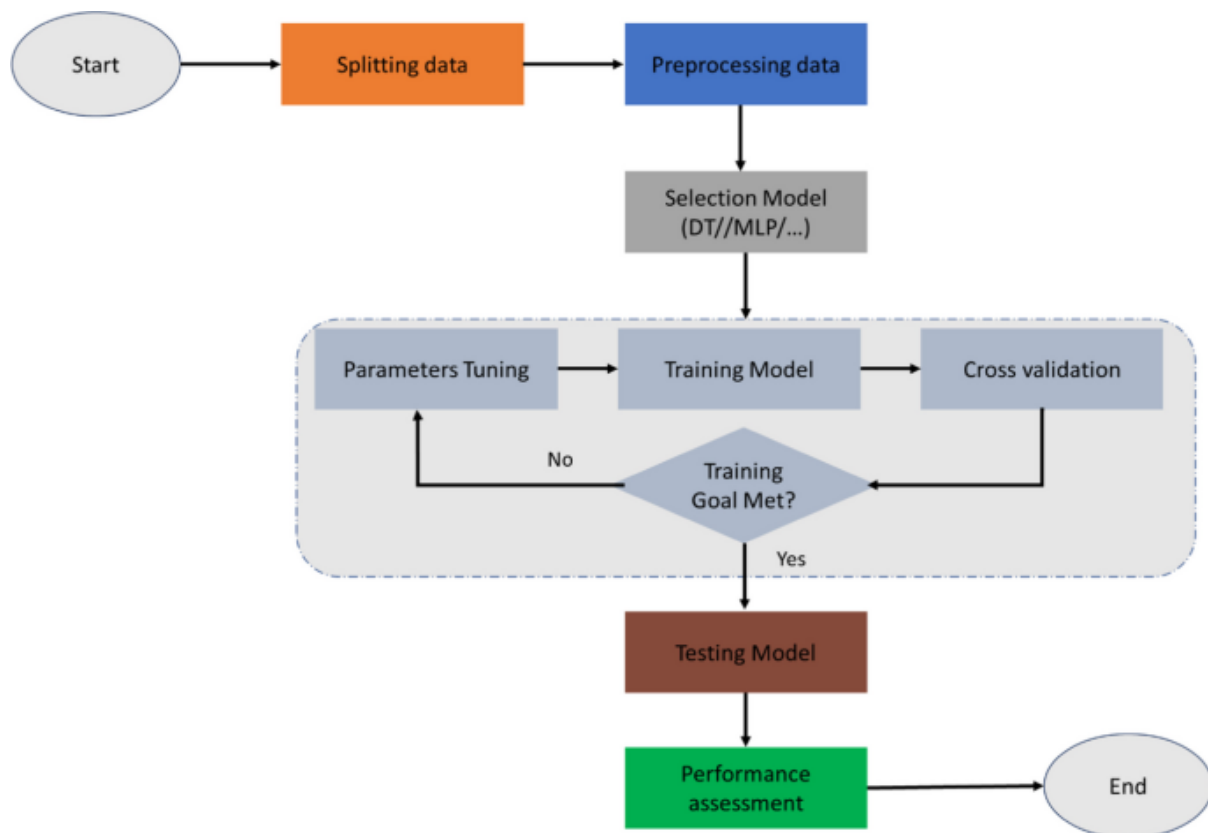 Start
Splitting data
Preprocessing data
Selection Model
(DT//MLP/...)
Parameters Tuning
Training Model
Cross validation
No
Training
Goal Met?
Yes
Testing Model
Performance
assessment
End